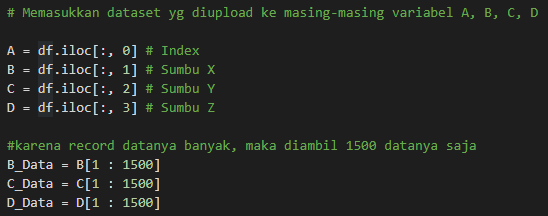 # Memasukkan dataset yg diupload ke masing-masing variabel A, B, C, D
A = df.iloc[:, 0] # Index
B = df.iloc[:, 1] # Sumbu X
C = df.iloc[:, 2] # Sumbu Y
D = df.iloc[:, 3] # Sumbu Z
#karena record datanya banyak, maka diambil 1500 datanya saja
B_Data = B[1 : 1500]
C_Data = C[1 : 1500]
D_Data = D[1 : 1500]